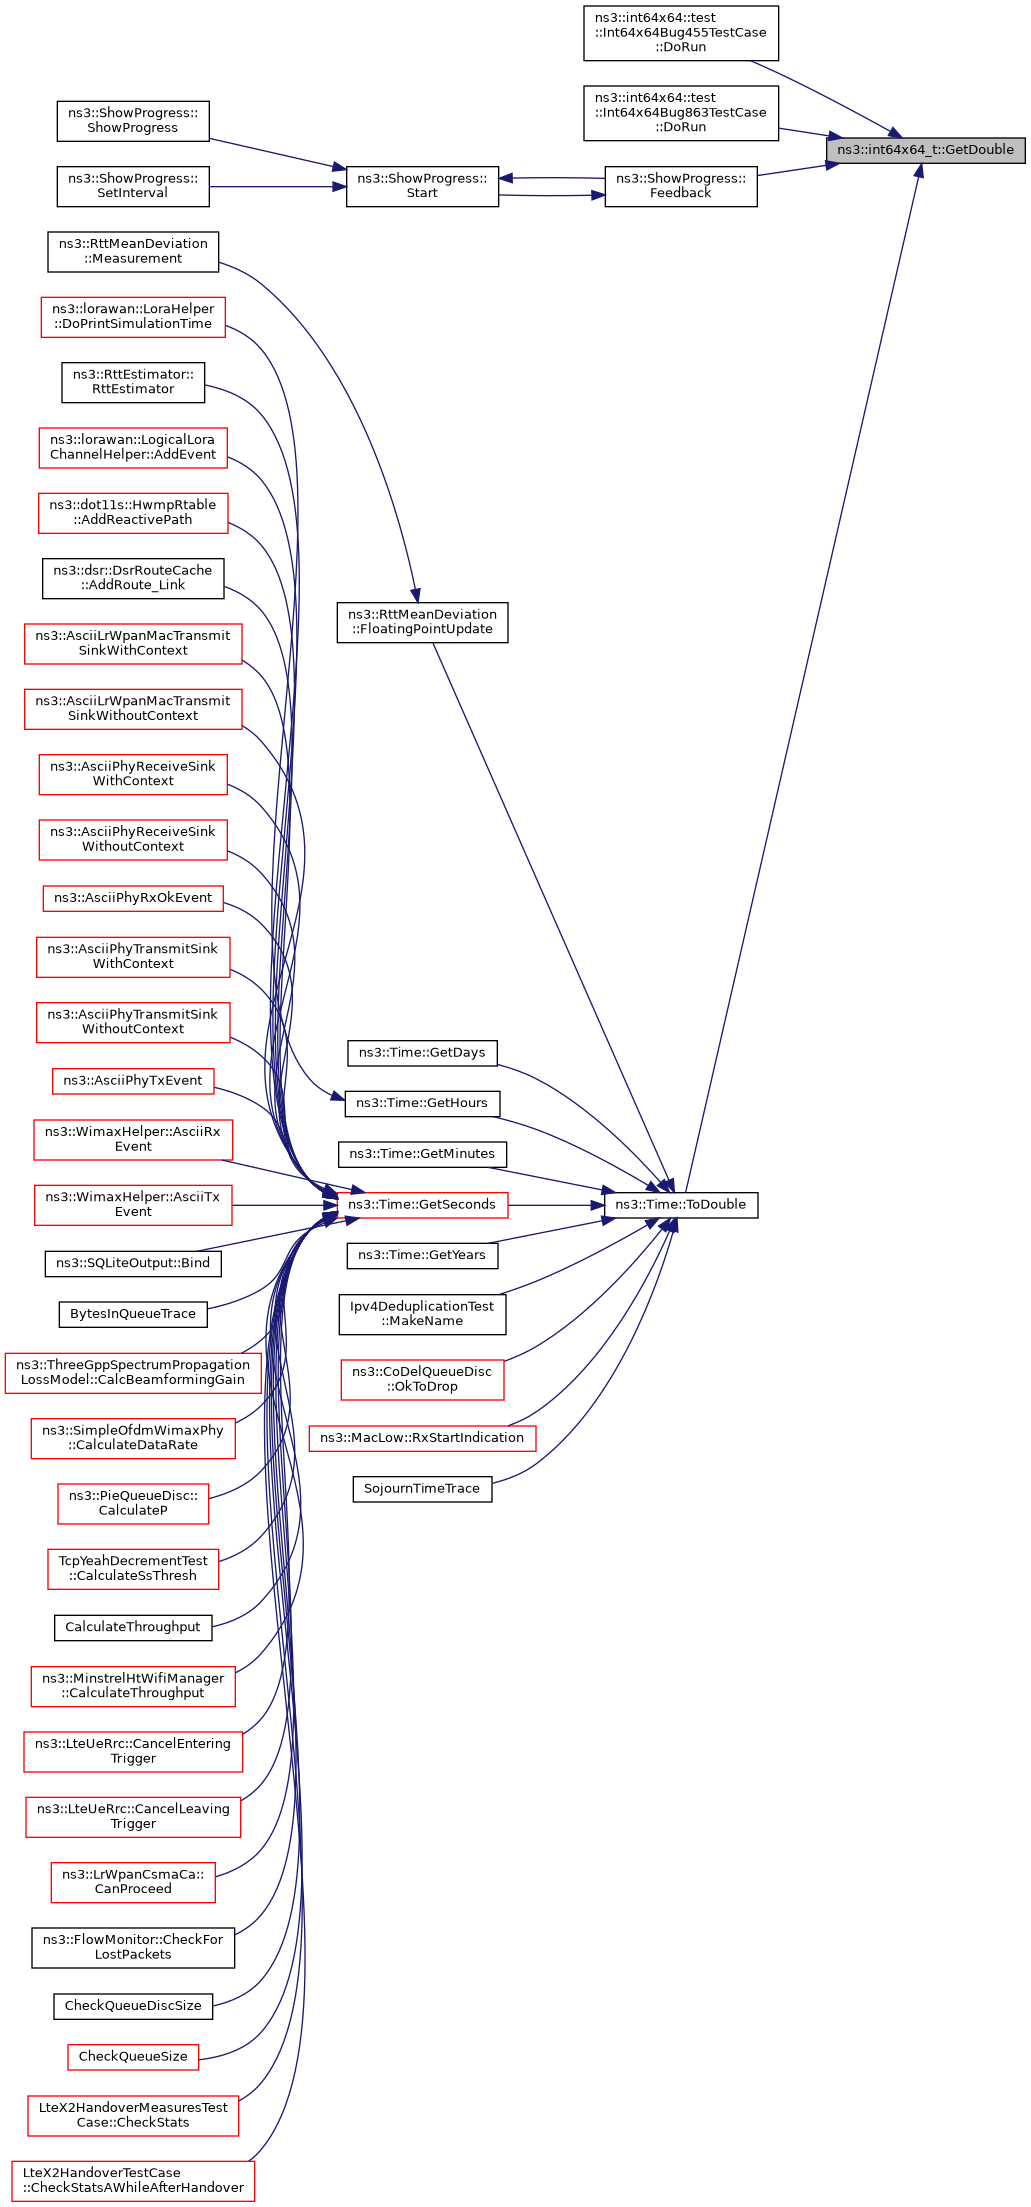 ns3::int64x64::test
::Int64x64Bug455TestCase
::DoRun
ns3::int64x64::test
::Int64x64Bug863TestCase
::DoRun
ns3::int64x64_t::GetDouble
ns3::ShowProgress::
ShowProgress
ns3::ShowProgress::
SetInterval
ns3::ShowProgress::
Start
ns3::ShowProgress::
Feedback
ns3::RttMeanDeviation
::Measurement
ns3::lorawan::LoraHelper
::DoPrintSimulationTime
ns3::RttEstimator::
RttEstimator
ns3::lorawan::LogicalLora
ChannelHelper::AddEvent
ns3::dot11s::HwmpRtable
::AddReactivePath
ns3::dsr::DsrRouteCache
::AddRoute_Link
ns3::RttMeanDeviation
::FloatingPointUpdate
ns3::AsciiLrWpanMacTransmit
SinkWithContext
ns3::AsciiLrWpanMacTransmit
SinkWithoutContext
ns3::AsciiPhyReceiveSink
WithContext
ns3::AsciiPhyReceiveSink
WithoutContext
ns3::AsciiPhyRxOkEvent
ns3::AsciiPhyTransmitSink
WithContext
ns3::AsciiPhyTransmitSink
WithoutContext
ns3::AsciiPhyTxEvent
ns3::WimaxHelper::AsciiRx
Event
ns3::WimaxHelper::AsciiTx
Event
ns3::SQLiteOutput::Bind
BytesInQueueTrace
ns3::ThreeGppSpectrumPropagation
LossModel::CalcBeamformingGain
ns3::SimpleOfdmWimaxPhy
::CalculateDataRate
ns3::PieQueueDisc::
CalculateP
TcpYeahDecrementTest
::CalculateSsThresh
CalculateThroughput
ns3::MinstrelHtWifiManager
::CalculateThroughput
ns3::LteUeRrc::CancelEntering
Trigger
ns3::LteUeRrc::CancelLeaving
Trigger
ns3::LrWpanCsmaCa::
CanProceed
ns3::FlowMonitor::CheckFor
LostPackets
CheckQueueDiscSize
CheckQueueSize
LteX2HandoverMeasuresTest
Case::CheckStats
LteX2HandoverTestCase
::CheckStatsAWhileAfterHandover
ns3::Time::GetDays
ns3::Time::GetHours
ns3::Time::GetMinutes
ns3::Time::GetSeconds
ns3::Time::GetYears
Ipv4DeduplicationTest
::MakeName
ns3::CoDelQueueDisc
::OkToDrop
ns3::MacLow::RxStartIndication
SojournTimeTrace
ns3::Time::ToDouble